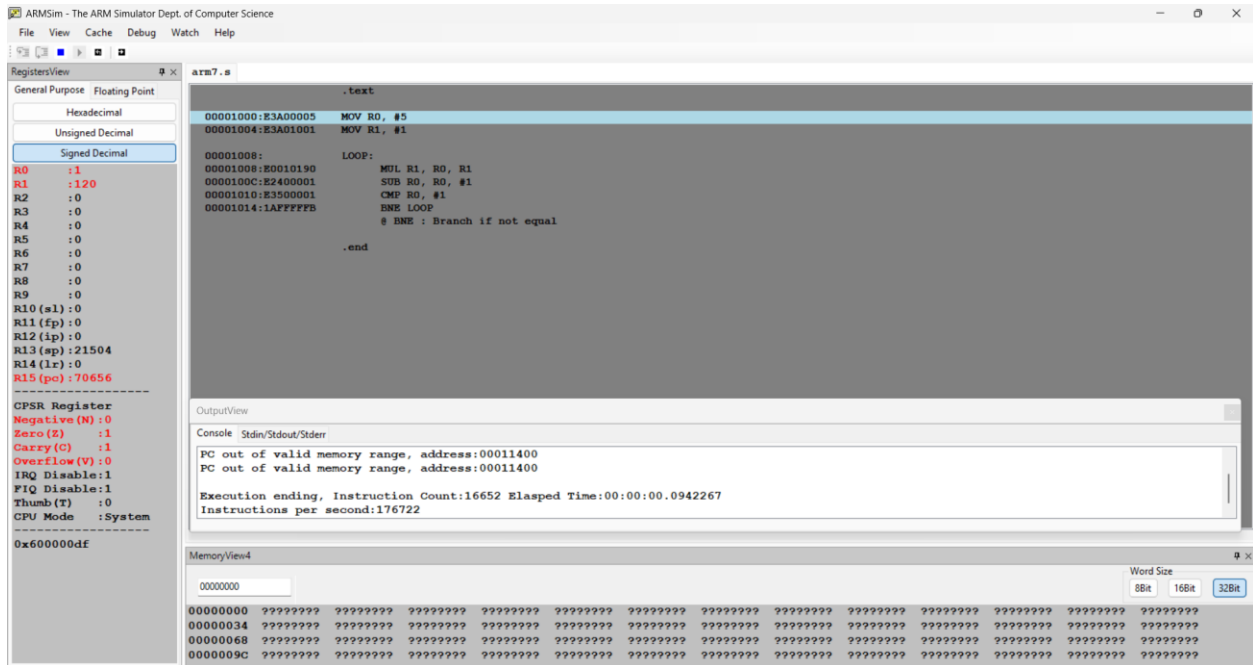 ARMSim - The ARM Simulator Dept. of Computer Science
File View Cache Debug Watch Help
RegistersView
General Purpose Floating Point
Hexadecimal
Unsigned Decimal
Signed Decimal
R0 :1
R1 :120
R2 :0
R3 :0
R4 :0
R5 :0
R6 :0
R7 :0
R8 :0
R9 :0
R10(sl):0
R11(fp):0
R12(ip):0
R13(sp):21504
R14(lr):0
R15(pc):70656
-------------------
CPSR Register
Negative(N):0
Zero(Z) :1
Carry(C) :1
Overflow(V):0
IRQ Disable:1
FIQ Disable:1
Thumb(T) :0
CPU Mode :System
-------------------
0x600000df
arm7.s
.text
00001000:E3A00005 MOV R0, #5
00001004:E3A01001 MOV R1, #1
00001008: LOOP:
00001008:E0010190 MUL R1, R0, R1
0000100C:E2400001 SUB R0, R0, #1
00001010:E3500001 CMP R0, #1
00001014:1AFFFFFB BNE LOOP
@ BNE : Branch if not equal
.end
OutputView
Console Stdin/Stdout/Stderr
PC out of valid memory range, address:00011400
PC out of valid memory range, address:00011400
Execution ending, Instruction Count:16652 Elasped Time:00:00:00.0942267
Instructions per second:176722
MemoryView4
00000000
Word Size
8Bit 16Bit 32Bit
00000000 ???????? ???????? ???????? ???????? ???????? ???????? ???????? ???????? ???????? ???????? ???????? ???????? ????????
00000034 ???????? ???????? ???????? ???????? ???????? ???????? ???????? ???????? ???????? ???????? ???????? ???????? ????????
00000068 ???????? ???????? ???????? ???????? ???????? ???????? ???????? ???????? ???????? ???????? ???????? ???????? ????????
0000009C ???????? ???????? ???????? ???????? ???????? ???????? ???????? ???????? ???????? ???????? ???????? ???????? ????????